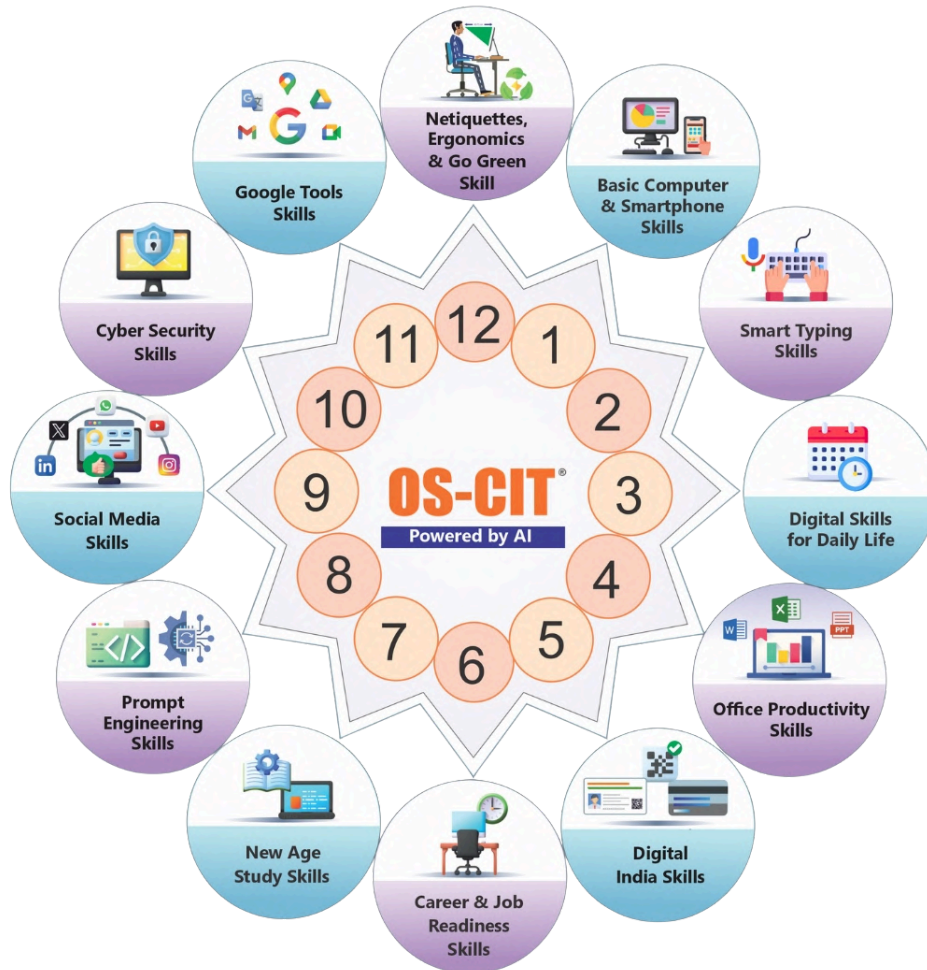 Netiquettes,
Ergonomics
& Go Green
Skill
Basic Computer
& Smartphone
Skills
Smart Typing
Skills
Digital Skills
for Daily Life
W
X
PPT
Office Productivity
Skills
Digital
India Skills
Career & Job
Readiness
Skills
New Age
Study Skills
</>
Prompt
Engineering
Skills
X
in
Social Media
Skills
Cyber Security
Skills
G
Google Tools
Skills
12
1
2
3
4
5
6
7
8
9
10
11
OS-CIT®
Powered by AI